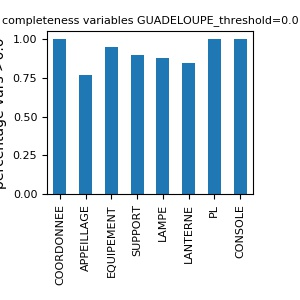 completeness variables GUADELOUPE_threshold=0.0
percentage vars > 0.0
1.00
0.75
0.50
0.25
0.00
COORDONNEE
APPEILLAGE
EQUIPEMENT
SUPPORT
LAMPE
LANTERNE
PL
CONSOLE